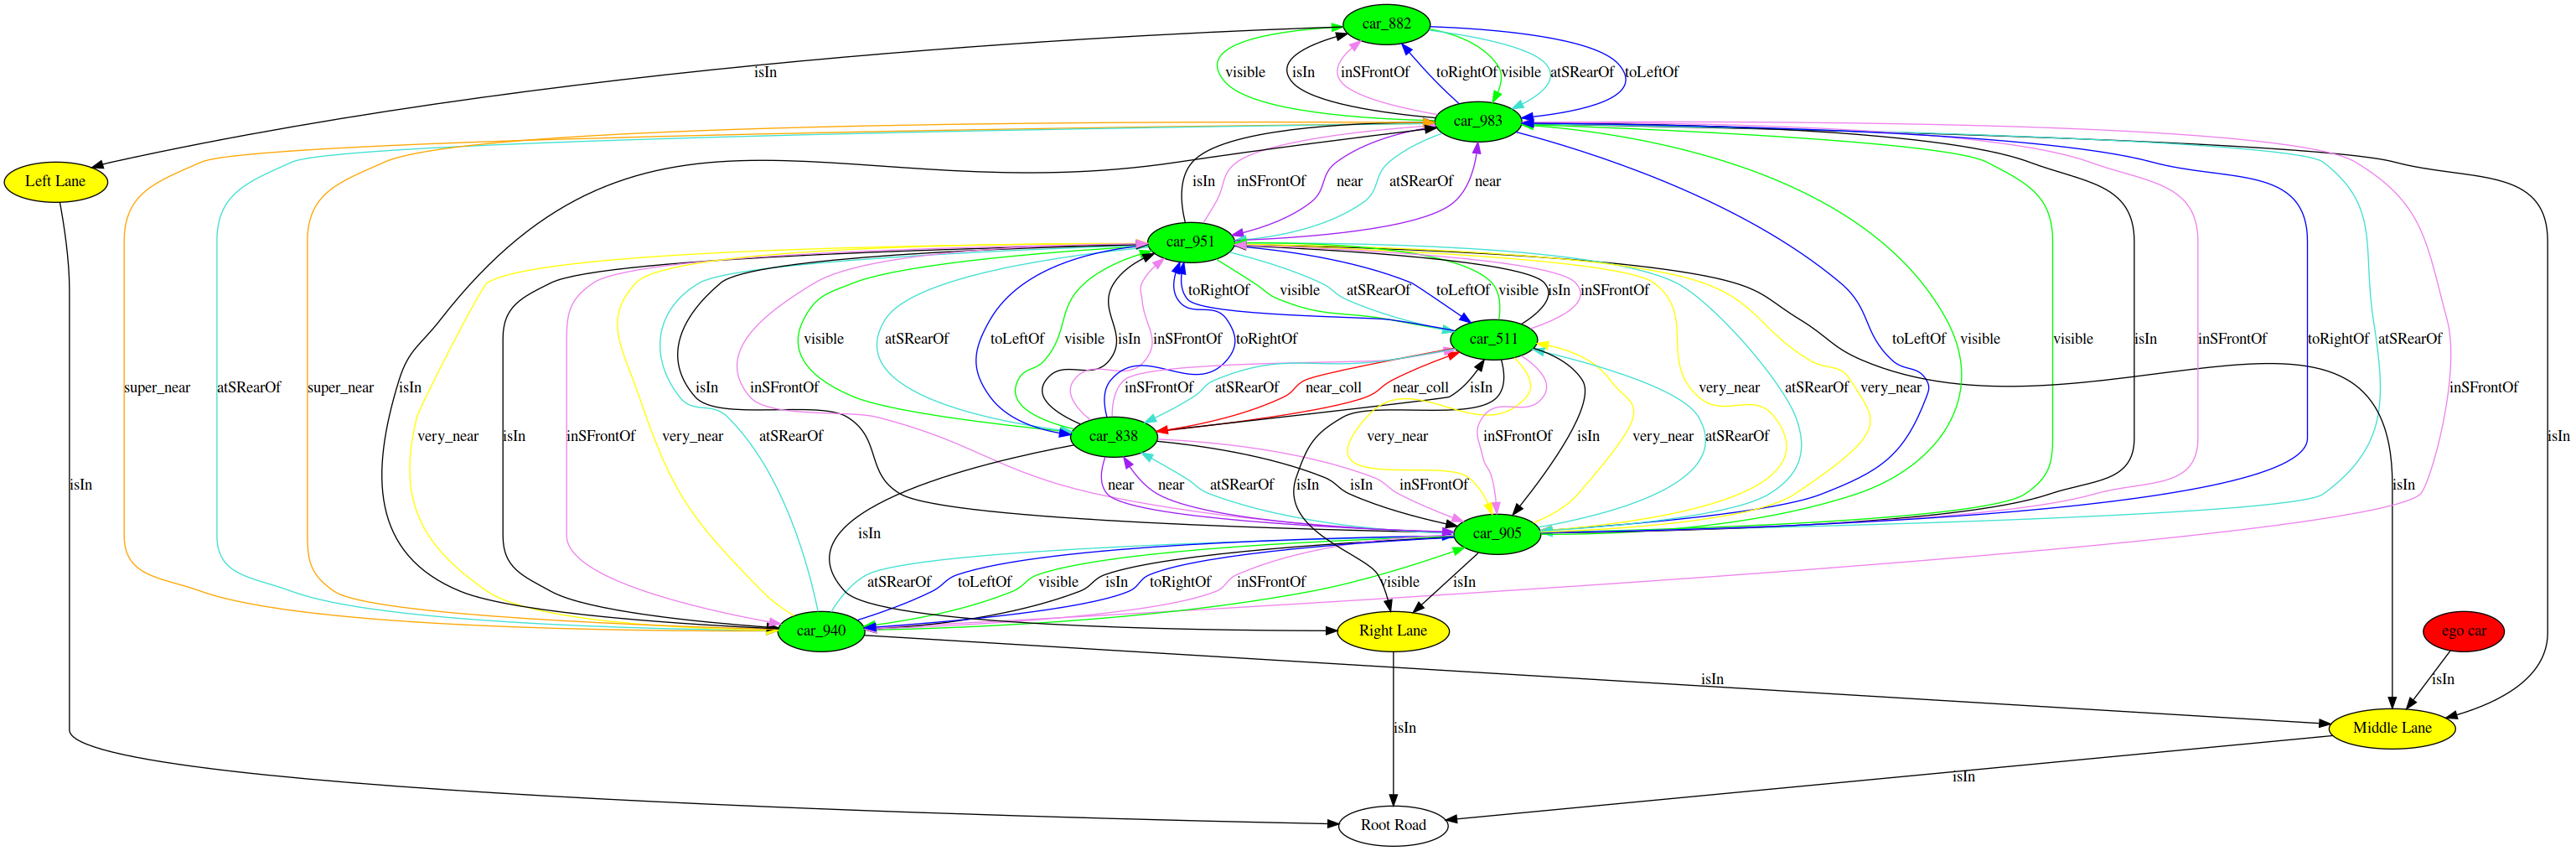 car_882
isIn
visible
isIn
inSFrontOf
toRightOf
visible
atSRearOf
toLeftOf
car_983
Left Lane
isIn
inSFrontOf
near
atSRearOf
near
car_951
toRightOf
visible
atSRearOf
toLeftOf
visible
isIn
inSFrontOf
visible
atSRearOf
toLeftOf
visible
isIn
inSFrontOf
toRightOf
car_511
toLeftOf
visible
visible
isIn
inSFrontOf
toRightOf
atSRearOf
super_near
atSRearOf
super_near
isIn
isIn
inSFrontOf
inSFrontOf
atSRearOf
near_coll
near_coll
isIn
very_near
atSRearOf
very_near
inSFrontOf
very_near
isIn
inSFrontOf
very_near
atSRearOf
car_838
very_near
inSFrontOf
isIn
very_near
atSRearOf
isIn
isIn
near
near
atSRearOf
isIn
inSFrontOf
isIn
isIn
isIn
car_905
atSRearOf
toLeftOf
visible
isIn
toRightOf
inSFrontOf
visible
isIn
car_940
Right Lane
ego car
isIn
isIn
isIn
Middle Lane
isIn
Root Road